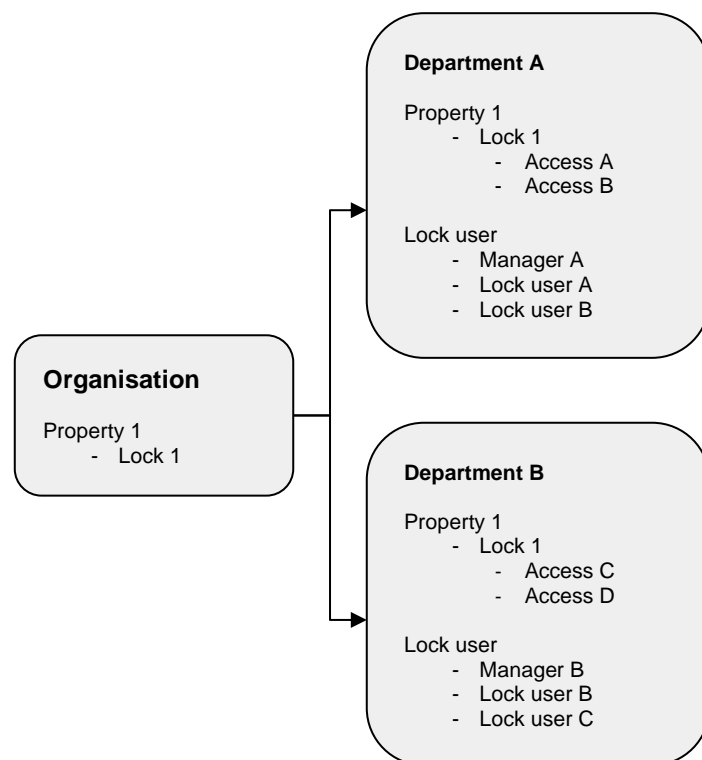 Organisation
Property 1
- Lock 1
Department A
Property 1
- Lock 1
- Access A
- Access B
Lock user
- Manager A
- Lock user A
- Lock user B
Department B
Property 1
- Lock 1
- Access C
- Access D
Lock user
- Manager B
- Lock user B
- Lock user C